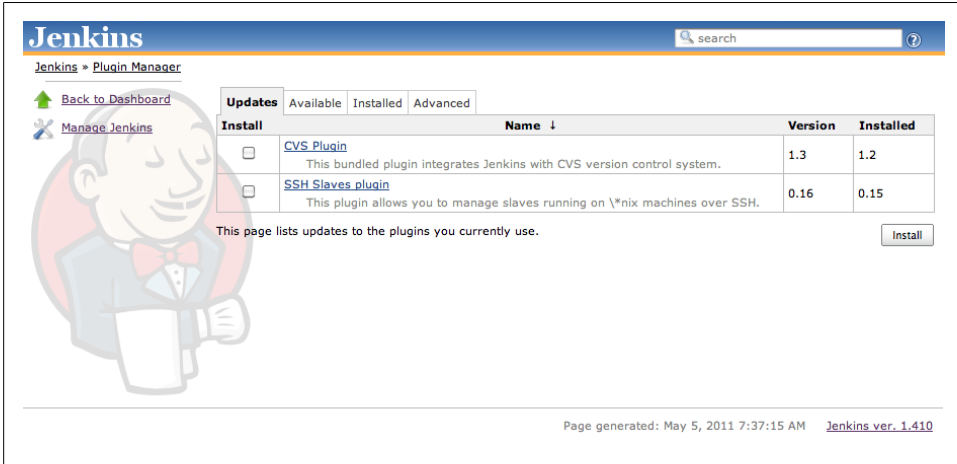 Jenkins
search
?
Jenkins » Plugin Manager
Back to Dashboard
Manage Jenkins
Updates Available Installed Advanced
Install Name ↓ Version Installed
CVS Plugin
This bundled plugin integrates Jenkins with CVS version control system.
1.3 1.2
SSH Slaves plugin
This plugin allows you to manage slaves running on \*nix machines over SSH.
0.16 0.15
This page lists updates to the plugins you currently use.
Install
Page generated: May 5, 2011 7:37:15 AM Jenkins ver. 1.410